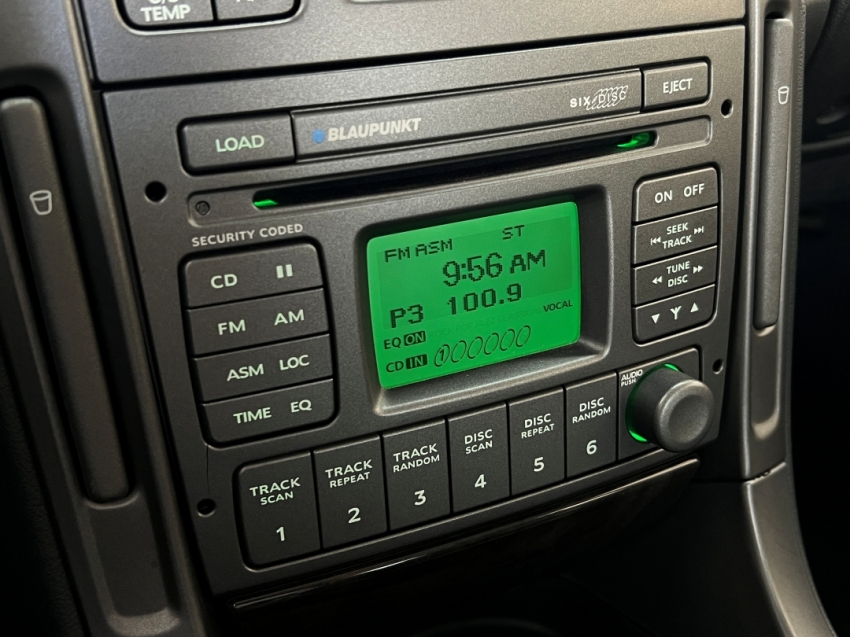 TEMP
LOAD
BLAUPUNKT
SIX DISC
EJECT
SECURITY CODED
CD
FM AM
ASM LOC
TIME EQ
FM ASM ST
9:56 AM
P3 100.9
EQ ON VOCAL
CD IN 1
ON OFF
SEEK
TRACK
TUNE
DISC
AUDIO
PUSH
TRACK
SCAN
1
TRACK
REPEAT
2
TRACK
RANDOM
3
DISC
SCAN
4
DISC
REPEAT
5
DISC
RANDOM
6